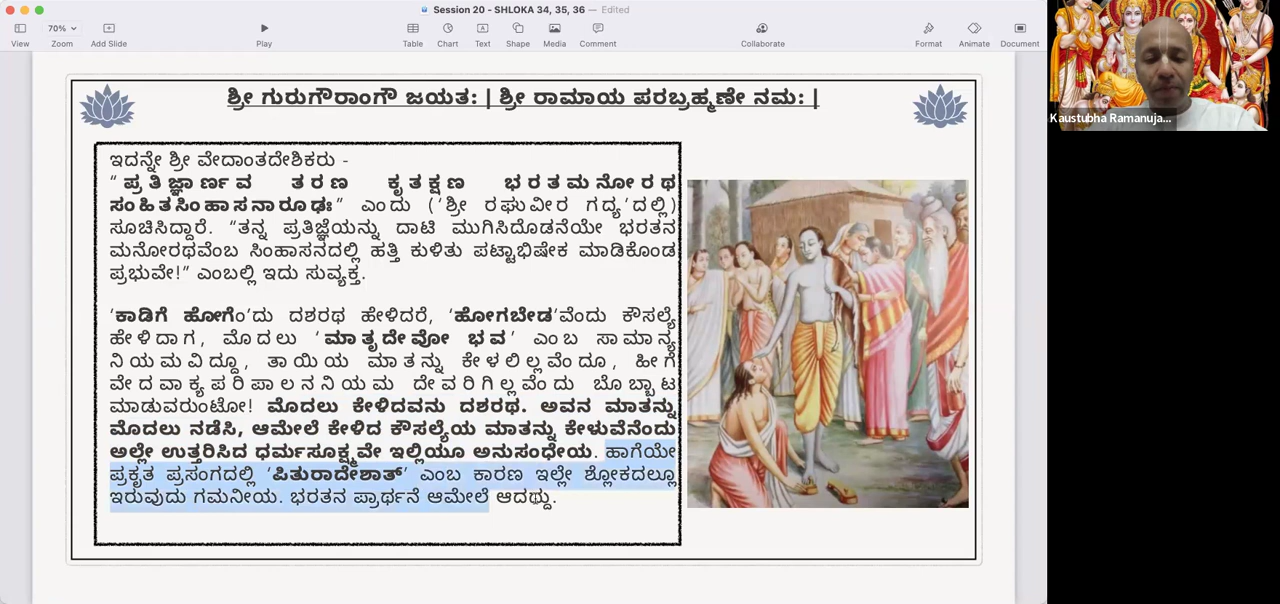 Session 20 - SHLOKA 34, 35, 36 — Edited
View
70%
Zoom
Add Slide
Play
Table
Chart
Text
Shape
Media
Comment
Collaborate
Format
Animate
Document
ಶ್ರೀ ಗುರುಗೌರಾಂಗೌ ಜಯತಃ | ಶ್ರೀ ರಾಮಾಯ ಪರಬ್ರಹ್ಮಣೇ ನಮಃ |
ಇದನ್ನೇ ಶ್ರೀ ವೇದಾಂತದೇಶಿಕರು -
“ಪ್ರತಿಜ್ಞಾರ್ಣವ ತರಣ ಕೃತಕ್ಷಣ ಭರತಮನೋರಥ
ಸಂಹಿತಸಿಂಹಾಸನಾರೂಢಃ” ಎಂದು (‘ಶ್ರೀ ರಘುವೀರ ಗದ್ಯ’ದಲ್ಲಿ)
ಸೂಚಿಸಿದ್ದಾರೆ. “ತನ್ನ ಪ್ರತಿಜ್ಞೆಯನ್ನು ದಾಟಿ ಮುಗಿಸಿದೊಡನೆಯೇ ಭರತನ
ಮನೋರಥವೆಂಬ ಸಿಂಹಾಸನದಲ್ಲಿ ಹತ್ತಿ ಕುಳಿತು ಪಟ್ಟಾಭಿಷೇಕ ಮಾಡಿಕೊಂಡ
ಪ್ರಭುವೇ!” ಎಂಬಲ್ಲಿ ಇದು ಸುವ್ಯಕ್ತ.
‘ಕಾಡಿಗೆ ಹೋಗೆಂ’ದು ದಶರಥ ಹೇಳಿದರೆ, ‘ಹೋಗಬೇಡ’ವೆಂದು ಕೌಸಲ್ಯೆ
ಹೇಳಿದಾಗ, ಮೊದಲು ‘ಮಾತೃದೇವೋ ಭವ’ ಎಂಬ ಸಾಮಾನ್ಯ
ನಿಯಮವಿದ್ದೂ, ತಾಯಿಯ ಮಾತನ್ನು ಕೇಳಲಿಲ್ಲವೆಂದೂ, ಹೀಗೆ
ವೇದವಾಕ್ಯಪರಿಪಾಲನನಿಯಮ ದೇವರಿಗಿಲ್ಲವೆಂದು ಬೊಬ್ಬಾಟ
ಮಾಡುವರುಂಟೋ! ಮೊದಲು ಕೇಳಿದವನು ದಶರಥ. ಅವನ ಮಾತನ್ನು
ಮೊದಲು ನಡೆಸಿ, ಆಮೇಲೆ ಕೇಳಿದ ಕೌಸಲ್ಯೆಯ ಮಾತನ್ನು ಕೇಳುವೆನೆಂದು
ಅಲ್ಲೇ ಉತ್ತರಿಸಿದ ಧರ್ಮಸೂಕ್ಷ್ಮವೇ ಇಲ್ಲಿಯೂ ಅನುಸಂಧೇಯ. ಹಾಗೆಯೇ
ಪ್ರಕೃತ ಪ್ರಸಂಗದಲ್ಲಿ ‘ಪಿತುರಾದೇಶಾತ್’ ಎಂಬ ಕಾರಣ ಇಲ್ಲೇ ಶ್ಲೋಕದಲ್ಲೂ
ಇರುವುದು ಗಮನೀಯ. ಭರತನ ಪ್ರಾರ್ಥನೆ ಆಮೇಲೆ ಆದದ್ದು.
Kaustubha Ramanuja...